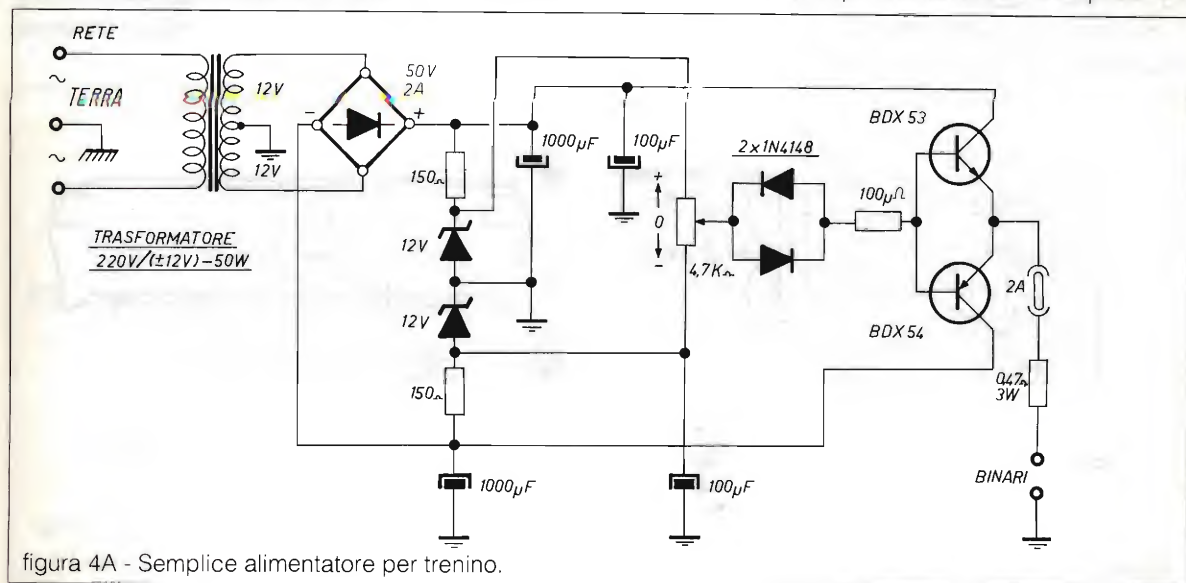 RETE
~
TERRA
~
12V
12V
TRASFORMATORE
220V/(±12V)-50W
50V
2A
-
+
150Ω
12V
12V
150Ω
1000µF
1000µF
100µF
+
0
-
4,7KΩ
100µF
2x1N4148
100µΩ
BDX 53
BDX 54
2A
0,47Ω
3W
BINARI
figura 4A - Semplice alimentatore per trenino.